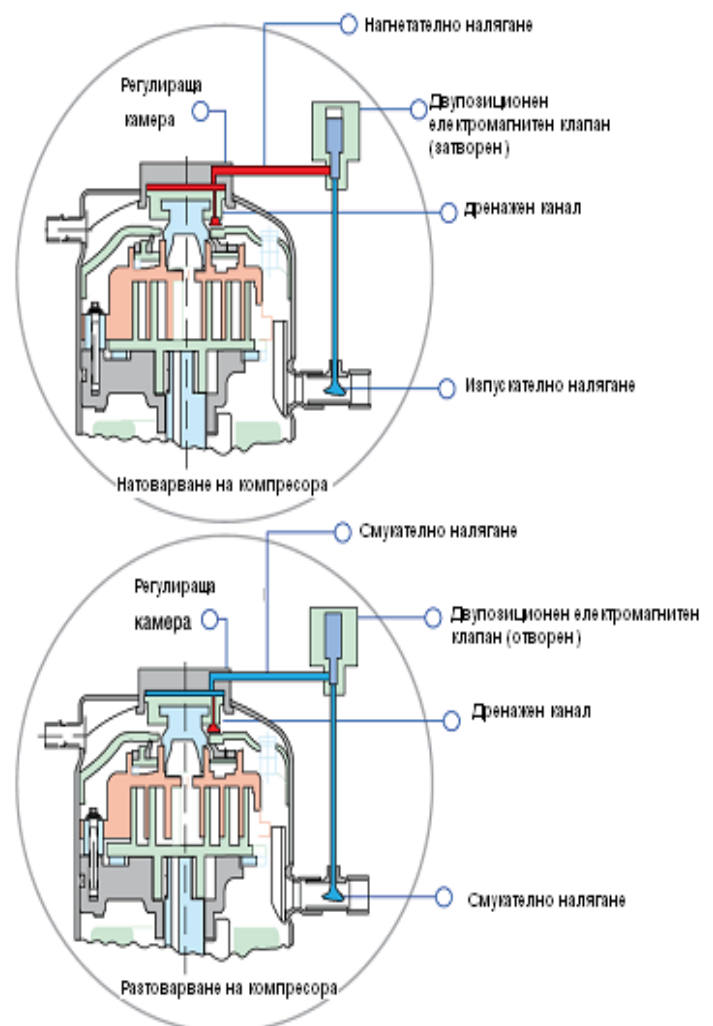 Нагнетателно налягане
Регулираща
камера
Двупозиционен
електромагнитен клапан
(затворен)
дренажен канал
Изпускателно налягане
Натоварване на компресора
Смукателно налягане
Регулираща
камера
Двупозиционен електромагнитен
клапан (отворен)
Дренажен канал
Смукателно налягане
Разтоварване на компресора